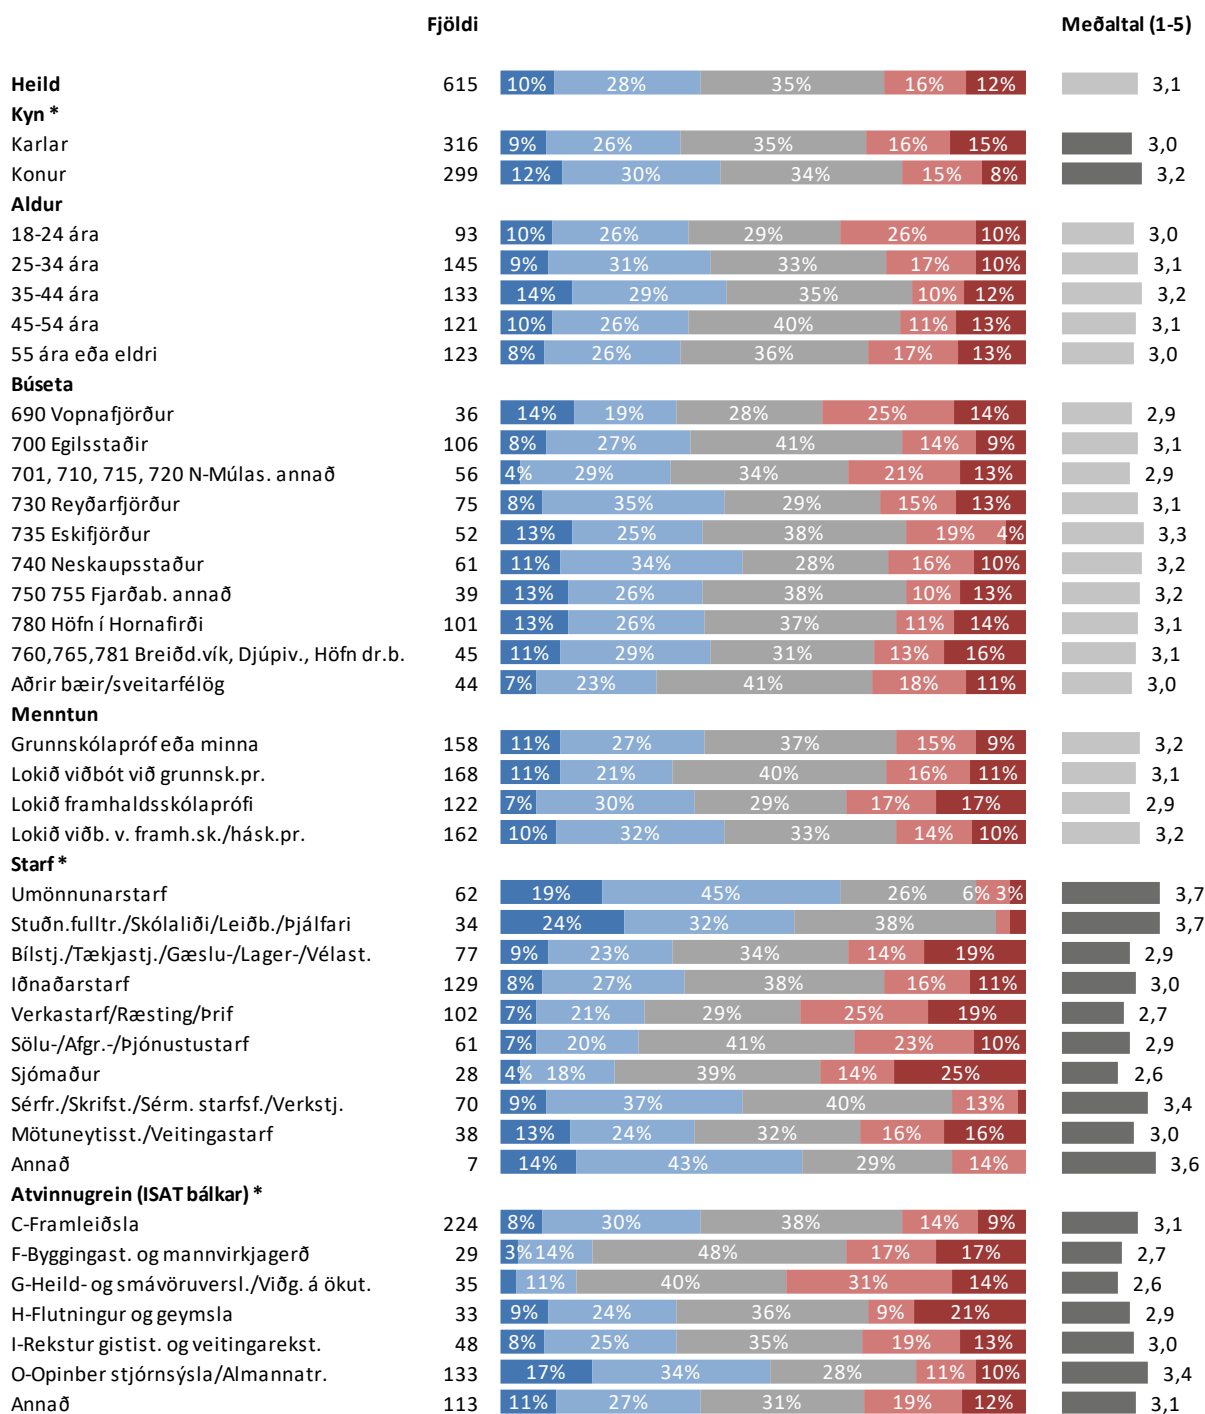 Fjöldi Meðaltal (1-5)
Heild 615 10% 28% 35% 16% 12% 3,1
Kyn *
Karlar 316 9% 26% 35% 16% 15% 3,0
Konur 299 12% 30% 34% 15% 8% 3,2
Aldur
18-24 ára 93 10% 26% 29% 26% 10% 3,0
25-34 ára 145 9% 31% 33% 17% 10% 3,1
35-44 ára 133 14% 29% 35% 10% 12% 3,2
45-54 ára 121 10% 26% 40% 11% 13% 3,1
55 ára eða eldri 123 8% 26% 36% 17% 13% 3,0
Búseta
690 Vopnafjörður 36 14% 19% 28% 25% 14% 2,9
700 Egilsstaðir 106 8% 27% 41% 14% 9% 3,1
701, 710, 715, 720 N-Múlas. annað 56 4% 29% 34% 21% 13% 2,9
730 Reyðarfjörður 75 8% 35% 29% 15% 13% 3,1
735 Eskifjörður 52 13% 25% 38% 19% 4% 3,3
740 Neskaupsstaður 61 11% 34% 28% 16% 10% 3,2
750 755 Fjarðab. annað 39 13% 26% 38% 10% 13% 3,2
780 Höfn í Hornafirði 101 13% 26% 37% 11% 14% 3,1
760,765,781 Breiðd.vík, Djúpiv., Höfn dr.b. 45 11% 29% 31% 13% 16% 3,1
Aðrir bæir/sveitarfélög 44 7% 23% 41% 18% 11% 3,0
Menntun
Grunnskólapróf eða minna 158 11% 27% 37% 15% 9% 3,2
Lokið viðbót við grunnsk.pr. 168 11% 21% 40% 16% 11% 3,1
Lokið framhaldsskólaprófi 122 7% 30% 29% 17% 17% 2,9
Lokið viðb. v. framh.sk./hásk.pr. 162 10% 32% 33% 14% 10% 3,2
Starf *
Umönnunarstarf 62 19% 45% 26% 6% 3% 3,7
Stuðn.fulltr./Skólaliði/Leiðb./Þjálfari 34 24% 32% 38% 3,7
Bílstj./Tækjastj./Gæslu-/Lager-/Vélast. 77 9% 23% 34% 14% 19% 2,9
Iðnaðarstarf 129 8% 27% 38% 16% 11% 3,0
Verkastarf/Ræsting/Þrif 102 7% 21% 29% 25% 19% 2,7
Sölu-/Afgr.-/Þjónustustarf 61 7% 20% 41% 23% 10% 2,9
Sjómaður 28 4% 18% 39% 14% 25% 2,6
Sérfr./Skrifst./Sérm. starfsf./Verkstj. 70 9% 37% 40% 13% 3,4
Mötuneytisst./Veitingastarf 38 13% 24% 32% 16% 16% 3,0
Annað 7 14% 43% 29% 14% 3,6
Atvinnugrein (ISAT bálkar) *
C-Framleiðsla 224 8% 30% 38% 14% 9% 3,1
F-Byggingast. og mannvirkjagerð 29 3% 14% 48% 17% 17% 2,7
G-Heild- og smávöruversl./Viðg. á ökut. 35 11% 40% 31% 14% 2,6
H-Flutningur og geymsla 33 9% 24% 36% 9% 21% 2,9
I-Rekstur gistist. og veitingarekst. 48 8% 25% 35% 19% 13% 3,0
O-Opinber stjórnsýsla/Almannatr. 133 17% 34% 28% 11% 10% 3,4
Annað 113 11% 27% 31% 19% 12% 3,1